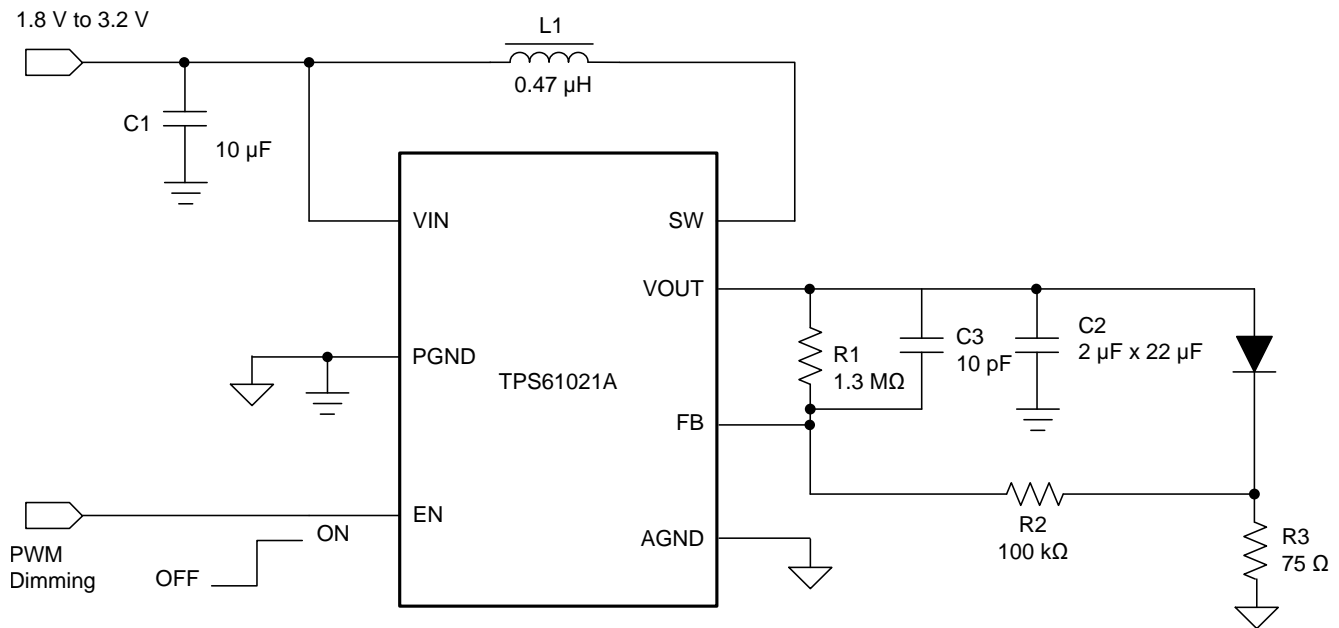 1.8 V to 3.2 V
L1
0.47 µH
C1
10 µF
VIN
SW
VOUT
PGND
TPS61021A
FB
EN
AGND
R1
1.3 MΩ
C3
10 pF
C2
2 µF x 22 µF
R2
100 kΩ
R3
75 Ω
PWM
Dimming
OFF
ON